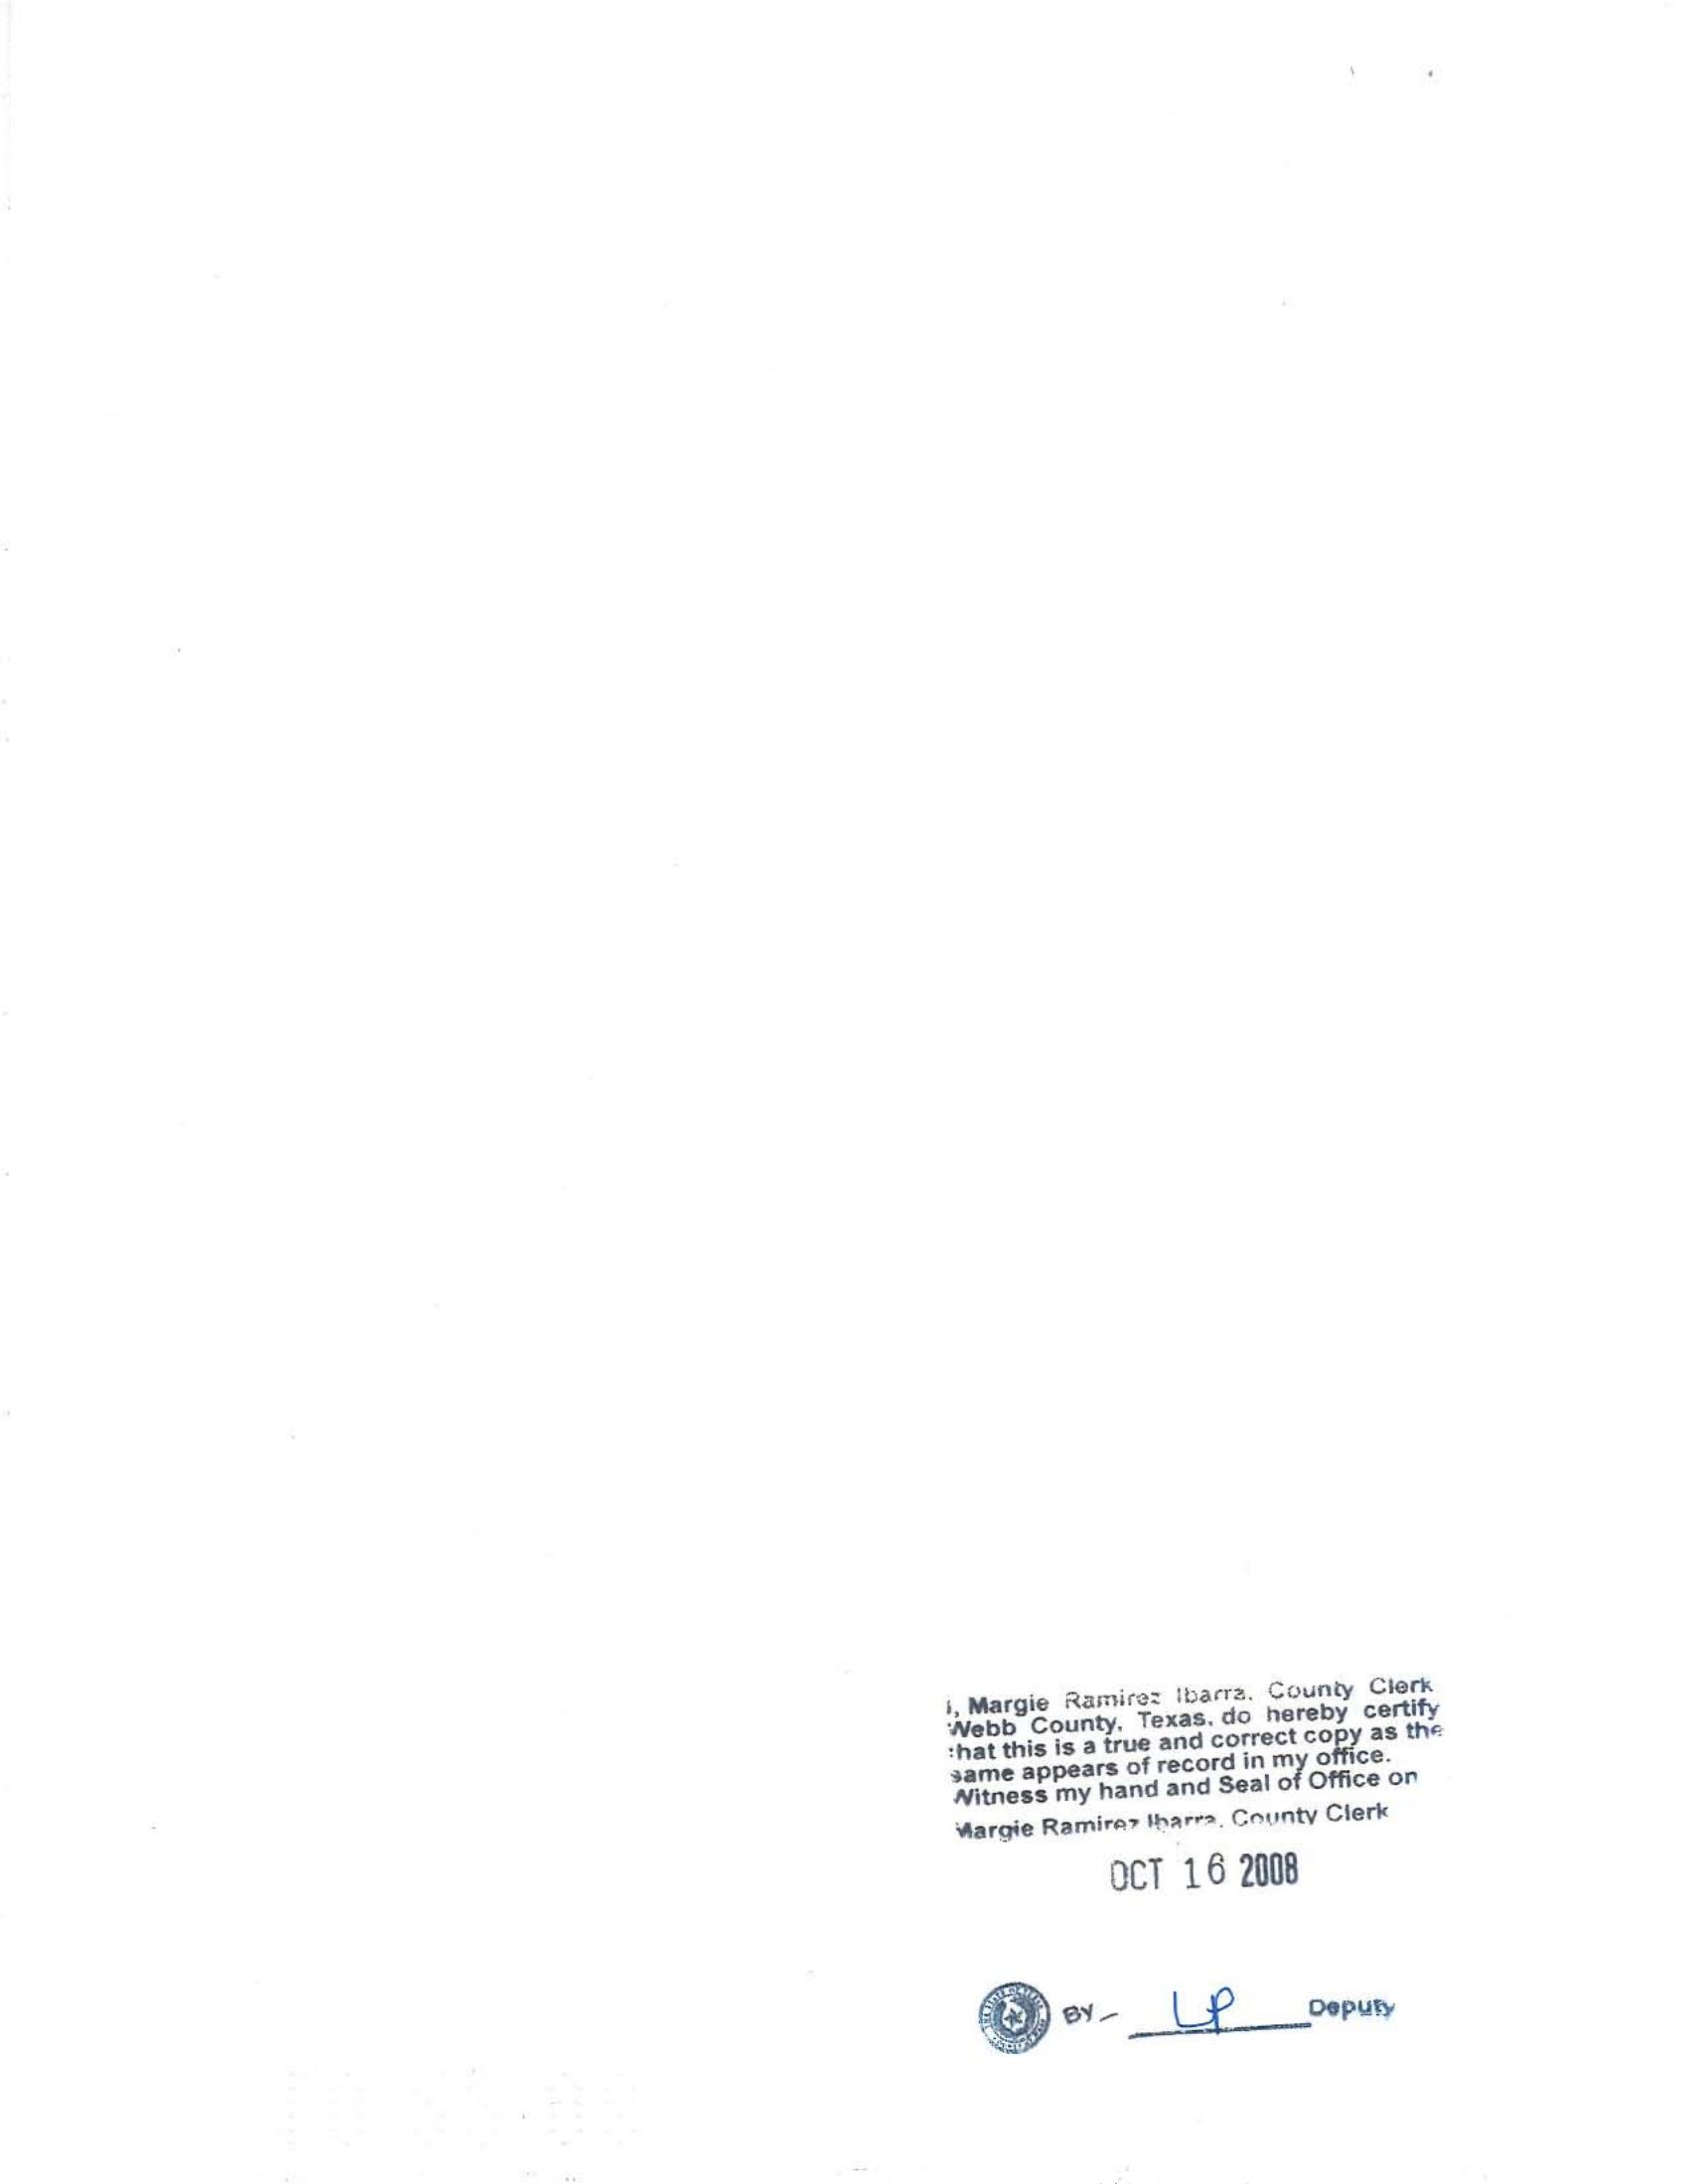 I, Margie Ramirez Ibarra, County Clerk
Webb County, Texas, do hereby certify
that this is a true and correct copy as the
same appears of record in my office.
Witness my hand and Seal of Office on
Margie Ramirez Ibarra, County Clerk
OCT 16 2008
BY- LP Deputy